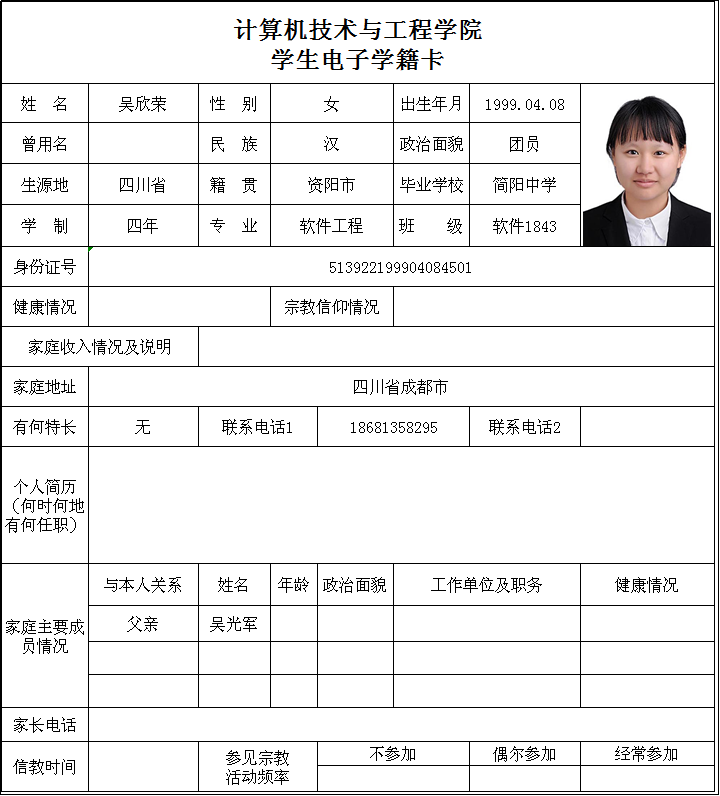 计算机技术与工程学院
学生电子学籍卡
姓 名 吴欣荣 性 别 女 出生年月 1999.04.08
曾用名 民 族 汉 政治面貌 团员
生源地 四川省 籍 贯 资阳市 毕业学校 简阳中学
学 制 四年 专 业 软件工程 班 级 软件1843
身份证号 513922199904084501
健康情况 宗教信仰情况
家庭收入情况及说明
家庭地址 四川省成都市
有何特长 无 联系电话1 18681358295 联系电话2
个人简历
（何时何地
有何任职）
家庭主要成
员情况
与本人关系 姓名 年龄 政治面貌 工作单位及职务 健康情况
父亲 吴光军
家长电话
信教时间
参见宗教
活动频率
不参加 偶尔参加 经常参加